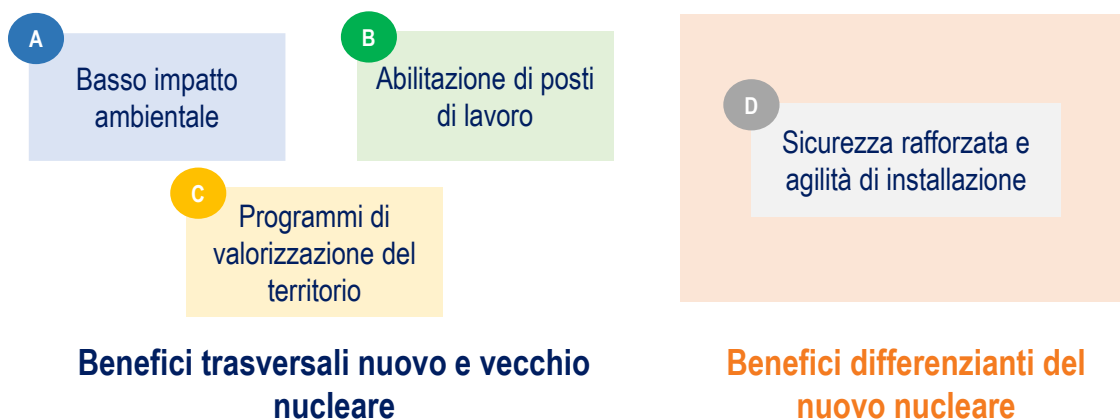 A
Basso impatto
ambientale
B
Abilitazione di posti
di lavoro
C
Programmi di
valorizzazione del
territorio
Benefici trasversali nuovo e vecchio
nucleare
D
Sicurezza rafforzata e
agilità di installazione
Benefici differenzianti del
nuovo nucleare